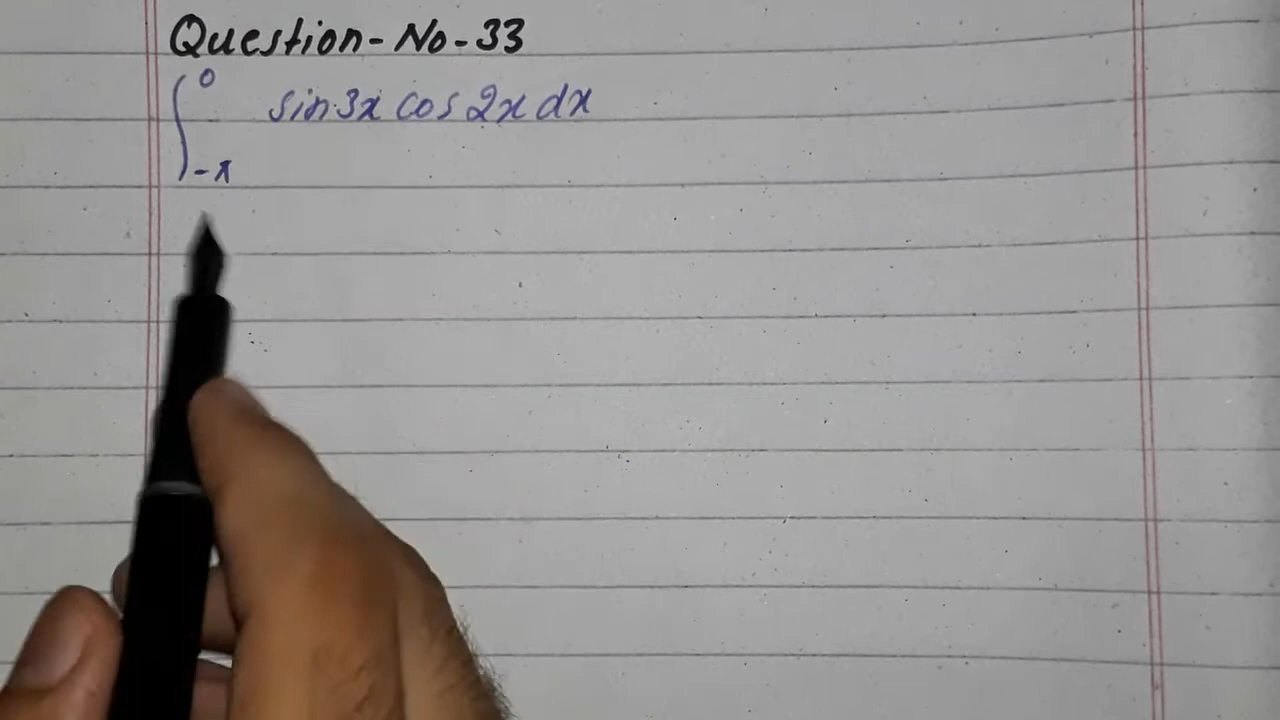 Question-No-33
∫_{-π}^{0} sin3x cos2x dx